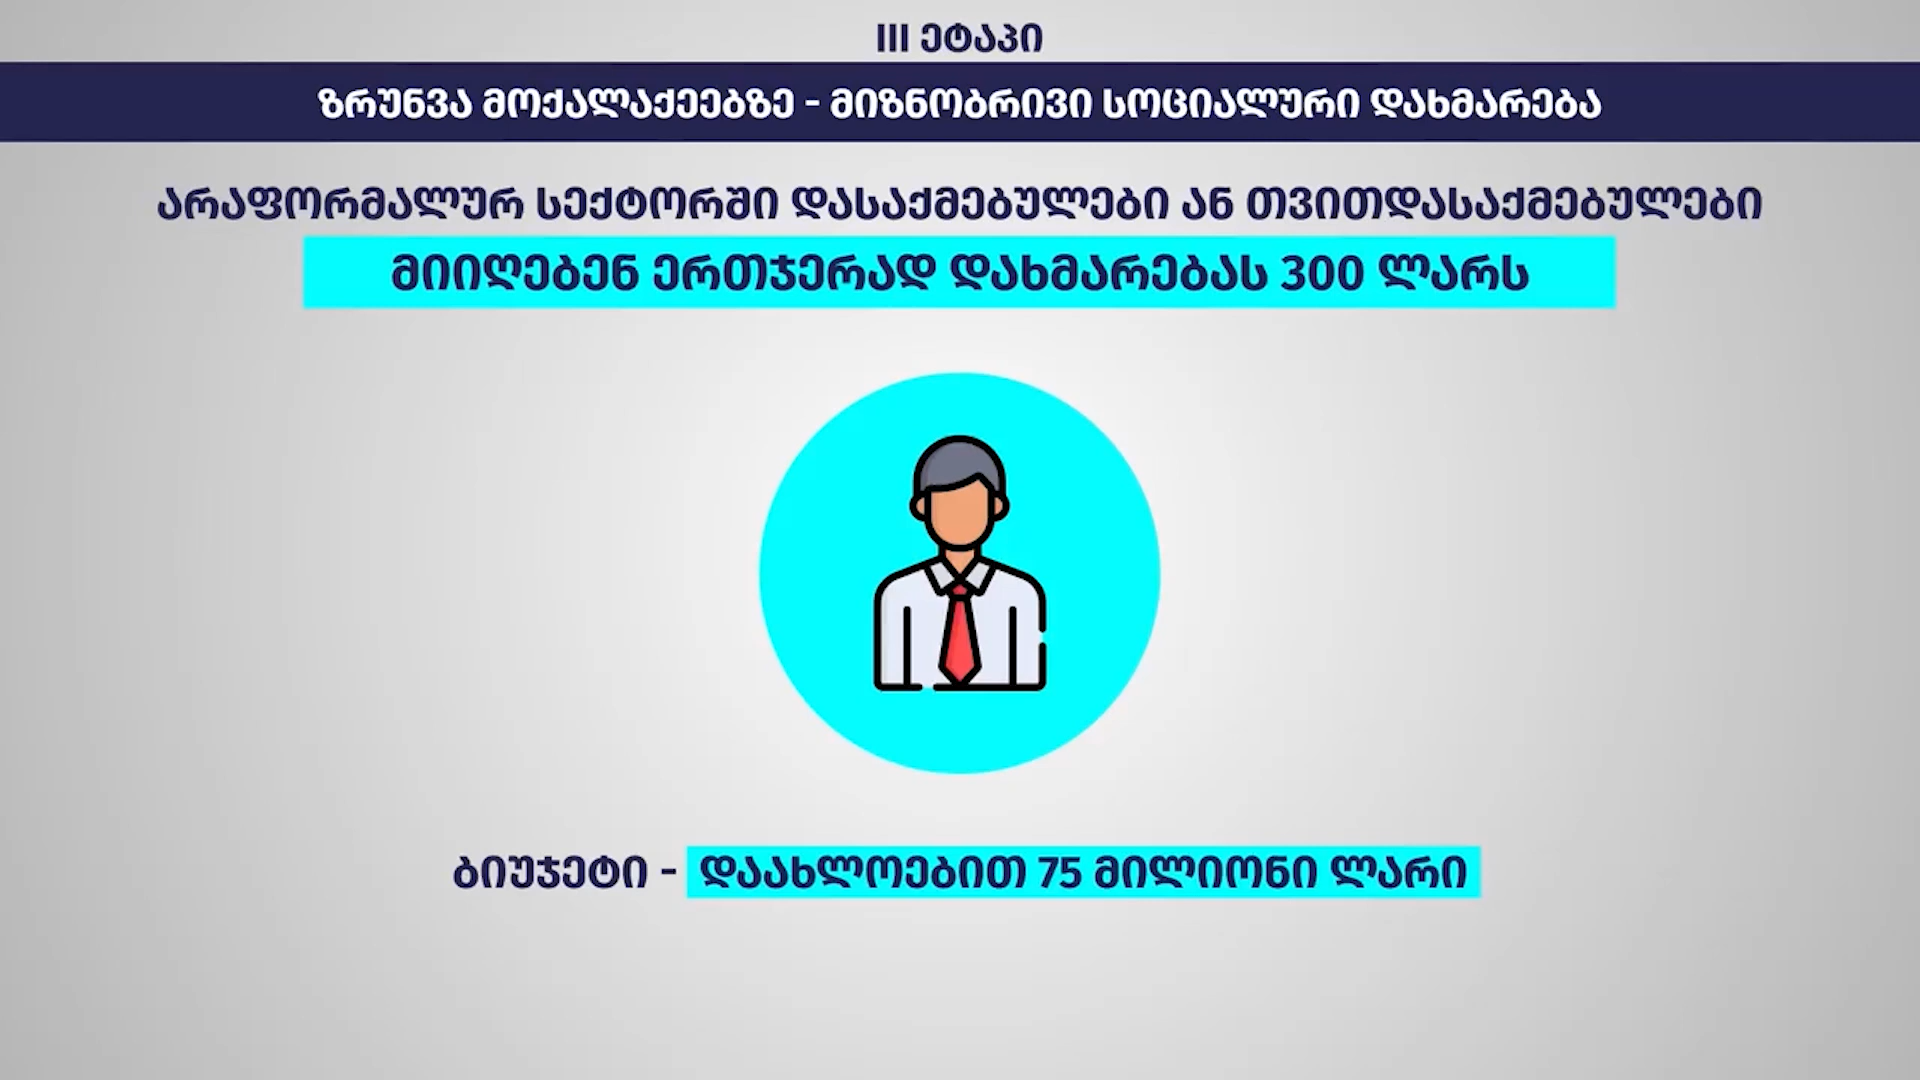 III ეტაპი
ზრუნვა მოქალაქეებზე - მიზნობრივი სოციალური დახმარება
არაფორმალურ სექტორში დასაქმებულები ან თვითდასაქმებულები
მიიღებენ ერთჯერად დახმარებას 300 ლარს
ბიუჯეტი - დაახლოებით 75 მილიონი ლარი